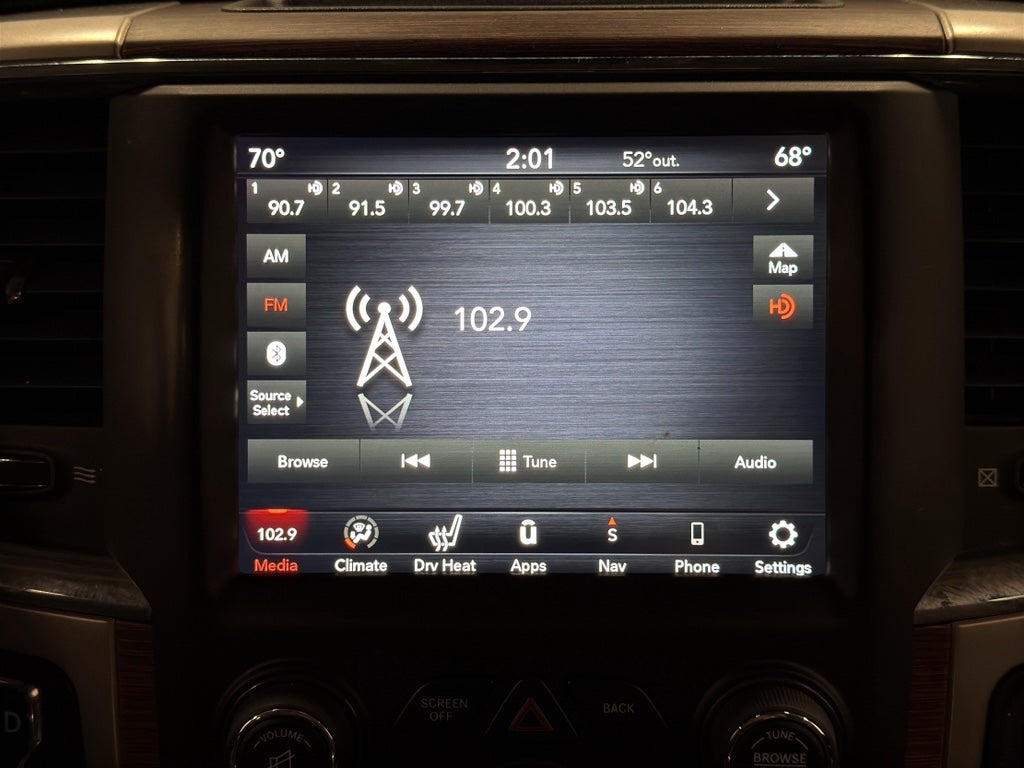 70° 2:01 52°out. 68°
1 2 3 4 5 6
90.7 91.5 99.7 100.3 103.5 104.3
AM
Map
FM
HD
102.9
Source
Select
Browse Tune Audio
102.9 S
Media Climate Drv Heat Apps Nav Phone Settings
SCREEN
OFF
BACK
D
VOLUME
TUNE
BROWSE